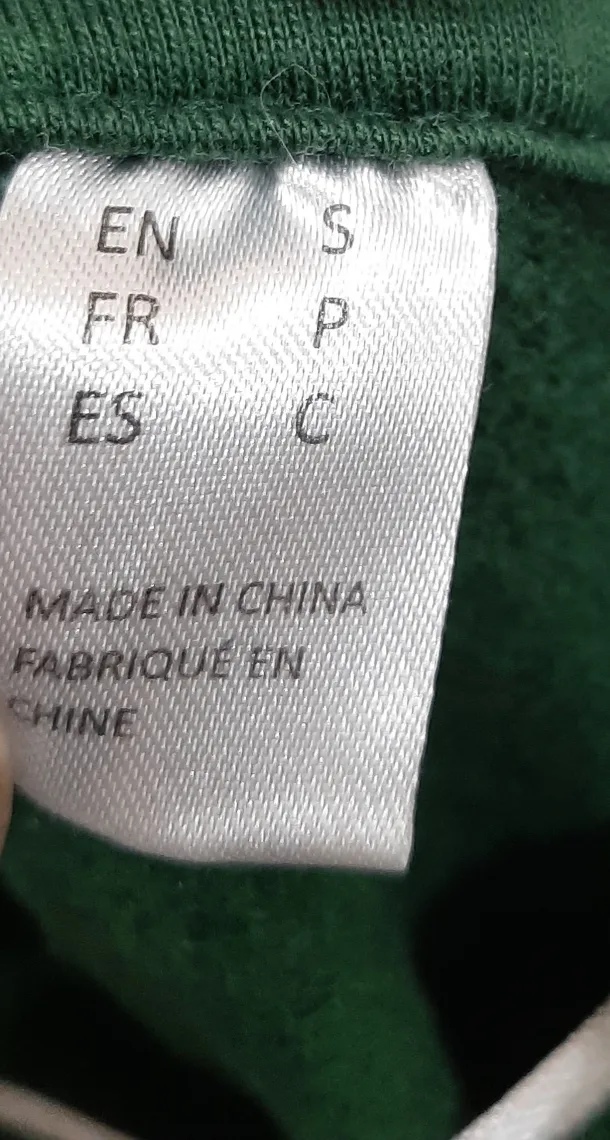 EN S
FR P
ES C
MADE IN CHINA
FABRIQUÉ EN
CHINE